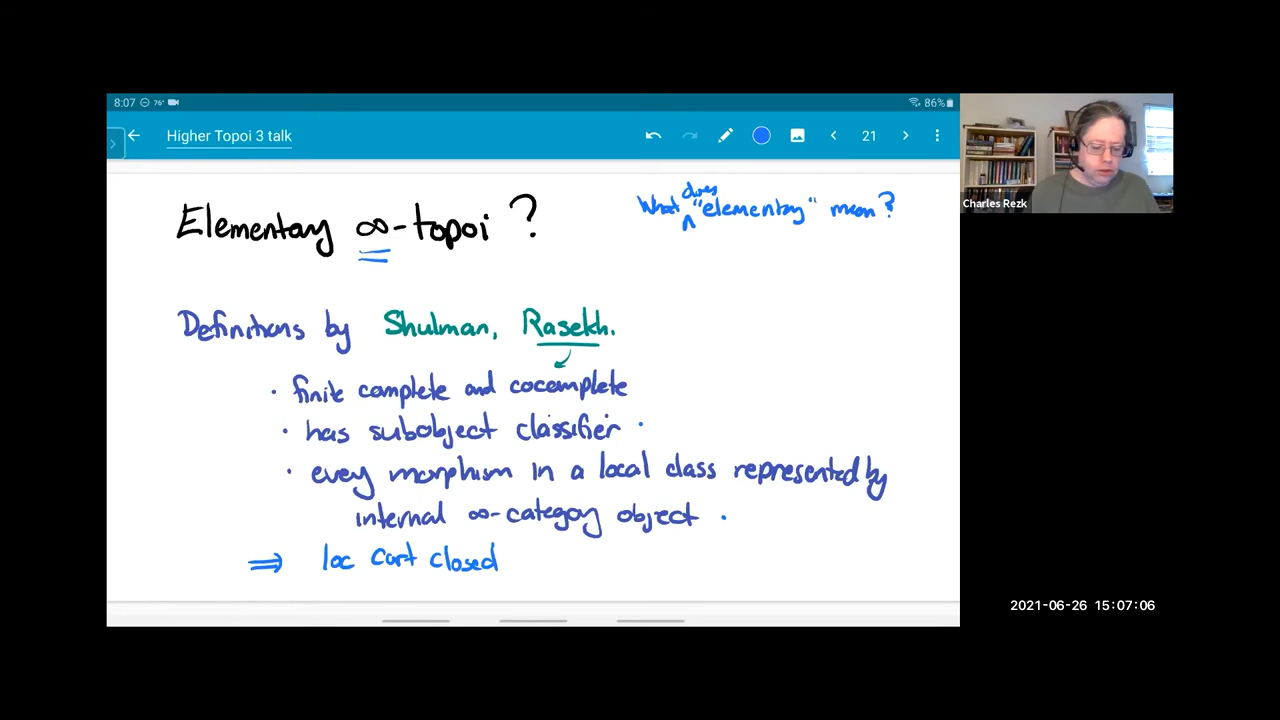 8:07 76° 86%
Higher Topoi 3 talk
21
Charles Rezk
Elementary ∞-topoi ?
What does "elementary" mean?
Definitions by Shulman, Rasekh.
· finite complete and cocomplete
· has subobject classifier ·
· every morphism in a local class represented by
internal ∞-category object ·
⇒ loc cart closed
2021-06-26 15:07:06